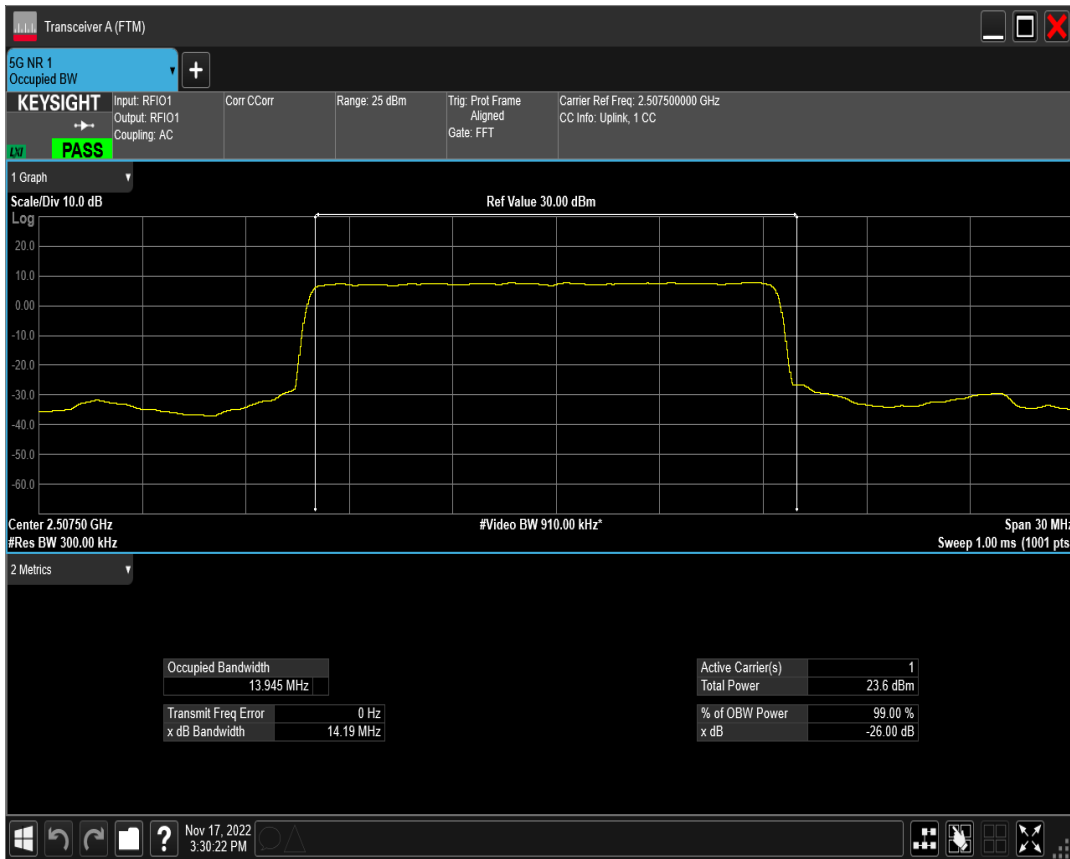 Transceiver A (FTM)
5G NR 1
Occupied BW
+
KEYSIGHT
LXI
PASS
Input: RFIO1
Output: RFIO1
Coupling: AC
Corr CCorr
Range: 25 dBm
Trig: Prot Frame
Aligned
Gate: FFT
Carrier Ref Freq: 2.507500000 GHz
CC Info: Uplink, 1 CC
1 Graph
Scale/Div 10.0 dB
Ref Value 30.00 dBm
Log
20.0
10.0
0.00
-10.0
-20.0
-30.0
-40.0
-50.0
-60.0
Center 2.50750 GHz
#Video BW 910.00 kHz*
Span 30 MHz
#Res BW 300.00 kHz
Sweep 1.00 ms (1001 pts
2 Metrics
Occupied Bandwidth
13.945 MHz
Transmit Freq Error 0 Hz
x dB Bandwidth 14.19 MHz
Active Carrier(s) 1
Total Power 23.6 dBm
% of OBW Power 99.00 %
x dB -26.00 dB
?
Nov 17, 2022
3:30:22 PM